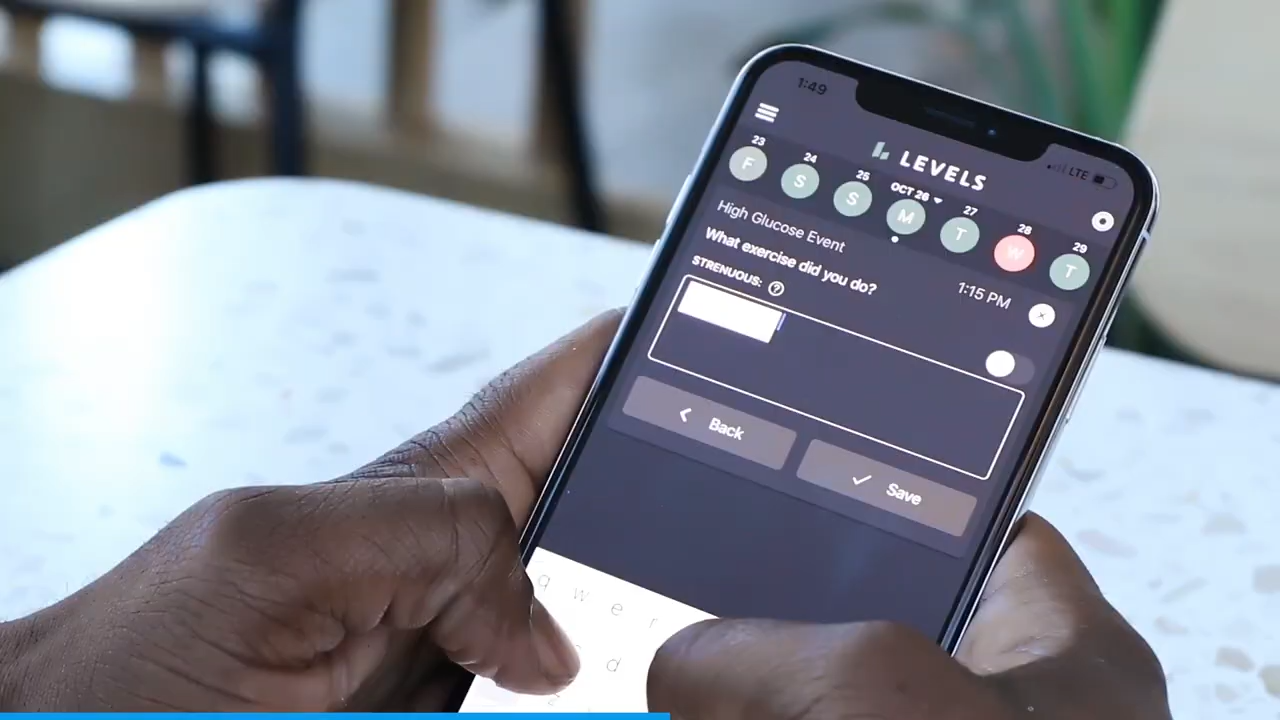 1:49
LTE
LEVELS
23 24 25 OCT 26 27 28 29
F S S M T W T
High Glucose Event
1:15 PM
What exercise did you do?
STRENUOUS: ?
Back
Save
q w e r
d
z